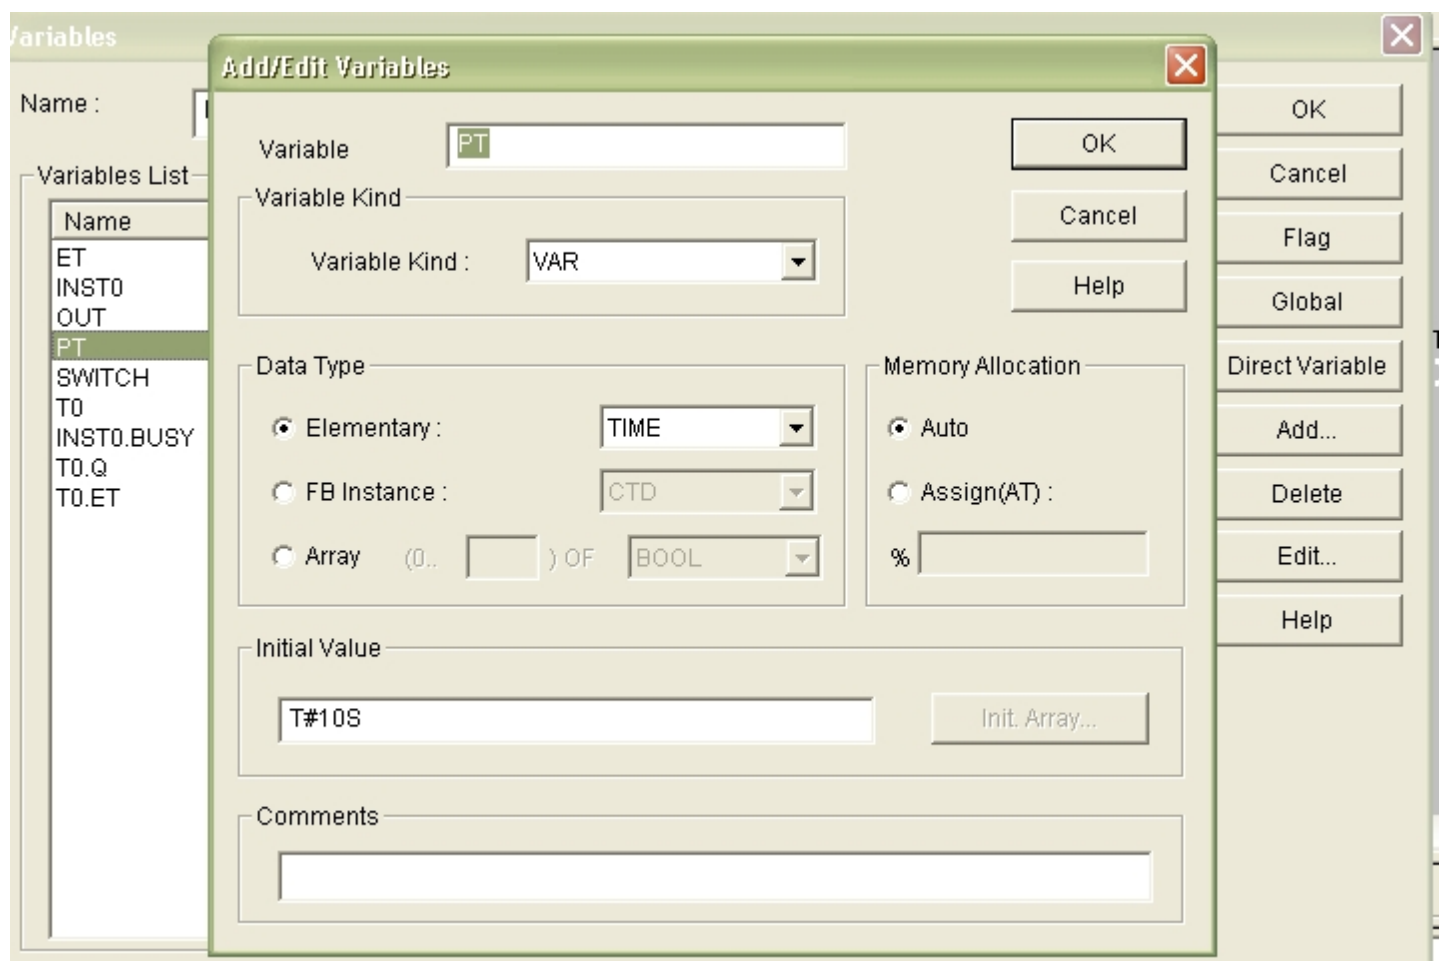 Variables
Name :
Variables List
Name
ET
INST0
OUT
PT
SWITCH
T0
INST0.BUSY
T0.Q
T0.ET
Add/Edit Variables
Variable PT
Variable Kind
Variable Kind : VAR
OK
Cancel
Help
Data Type
Elementary : TIME
FB Instance : CTD
Array (0.. ) OF BOOL
Memory Allocation
Auto
Assign(AT) :
%
Initial Value
T#10S Init. Array...
Comments
OK
Cancel
Flag
Global
Direct Variable
Add...
Delete
Edit...
Help